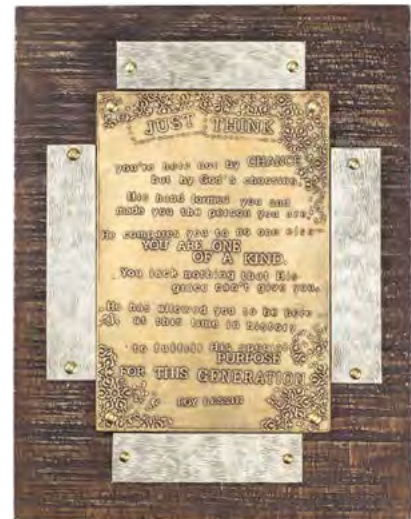 JUST THINK
you're here not by CHANCE
but by God's choosing.
His hand formed you and
made you the person you are.
He compares you to no one else—
YOU ARE ONE
OF A KIND.
You lack nothing that His
grace can't give you.
He has allowed you to be here
at this time in history
to fulfill His special
PURPOSE
FOR THIS GENERATION
ROY LESSIN